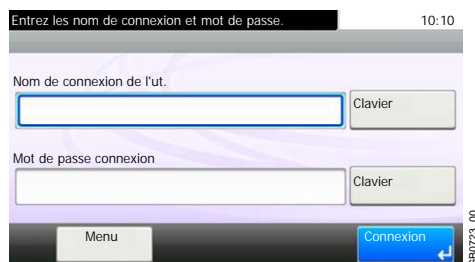 Entrez les nom de connexion et mot de passe.
10:10
Nom de connexion de l'ut.
Clavier
Mot de passe connexion
Clavier
Menu
Connexion